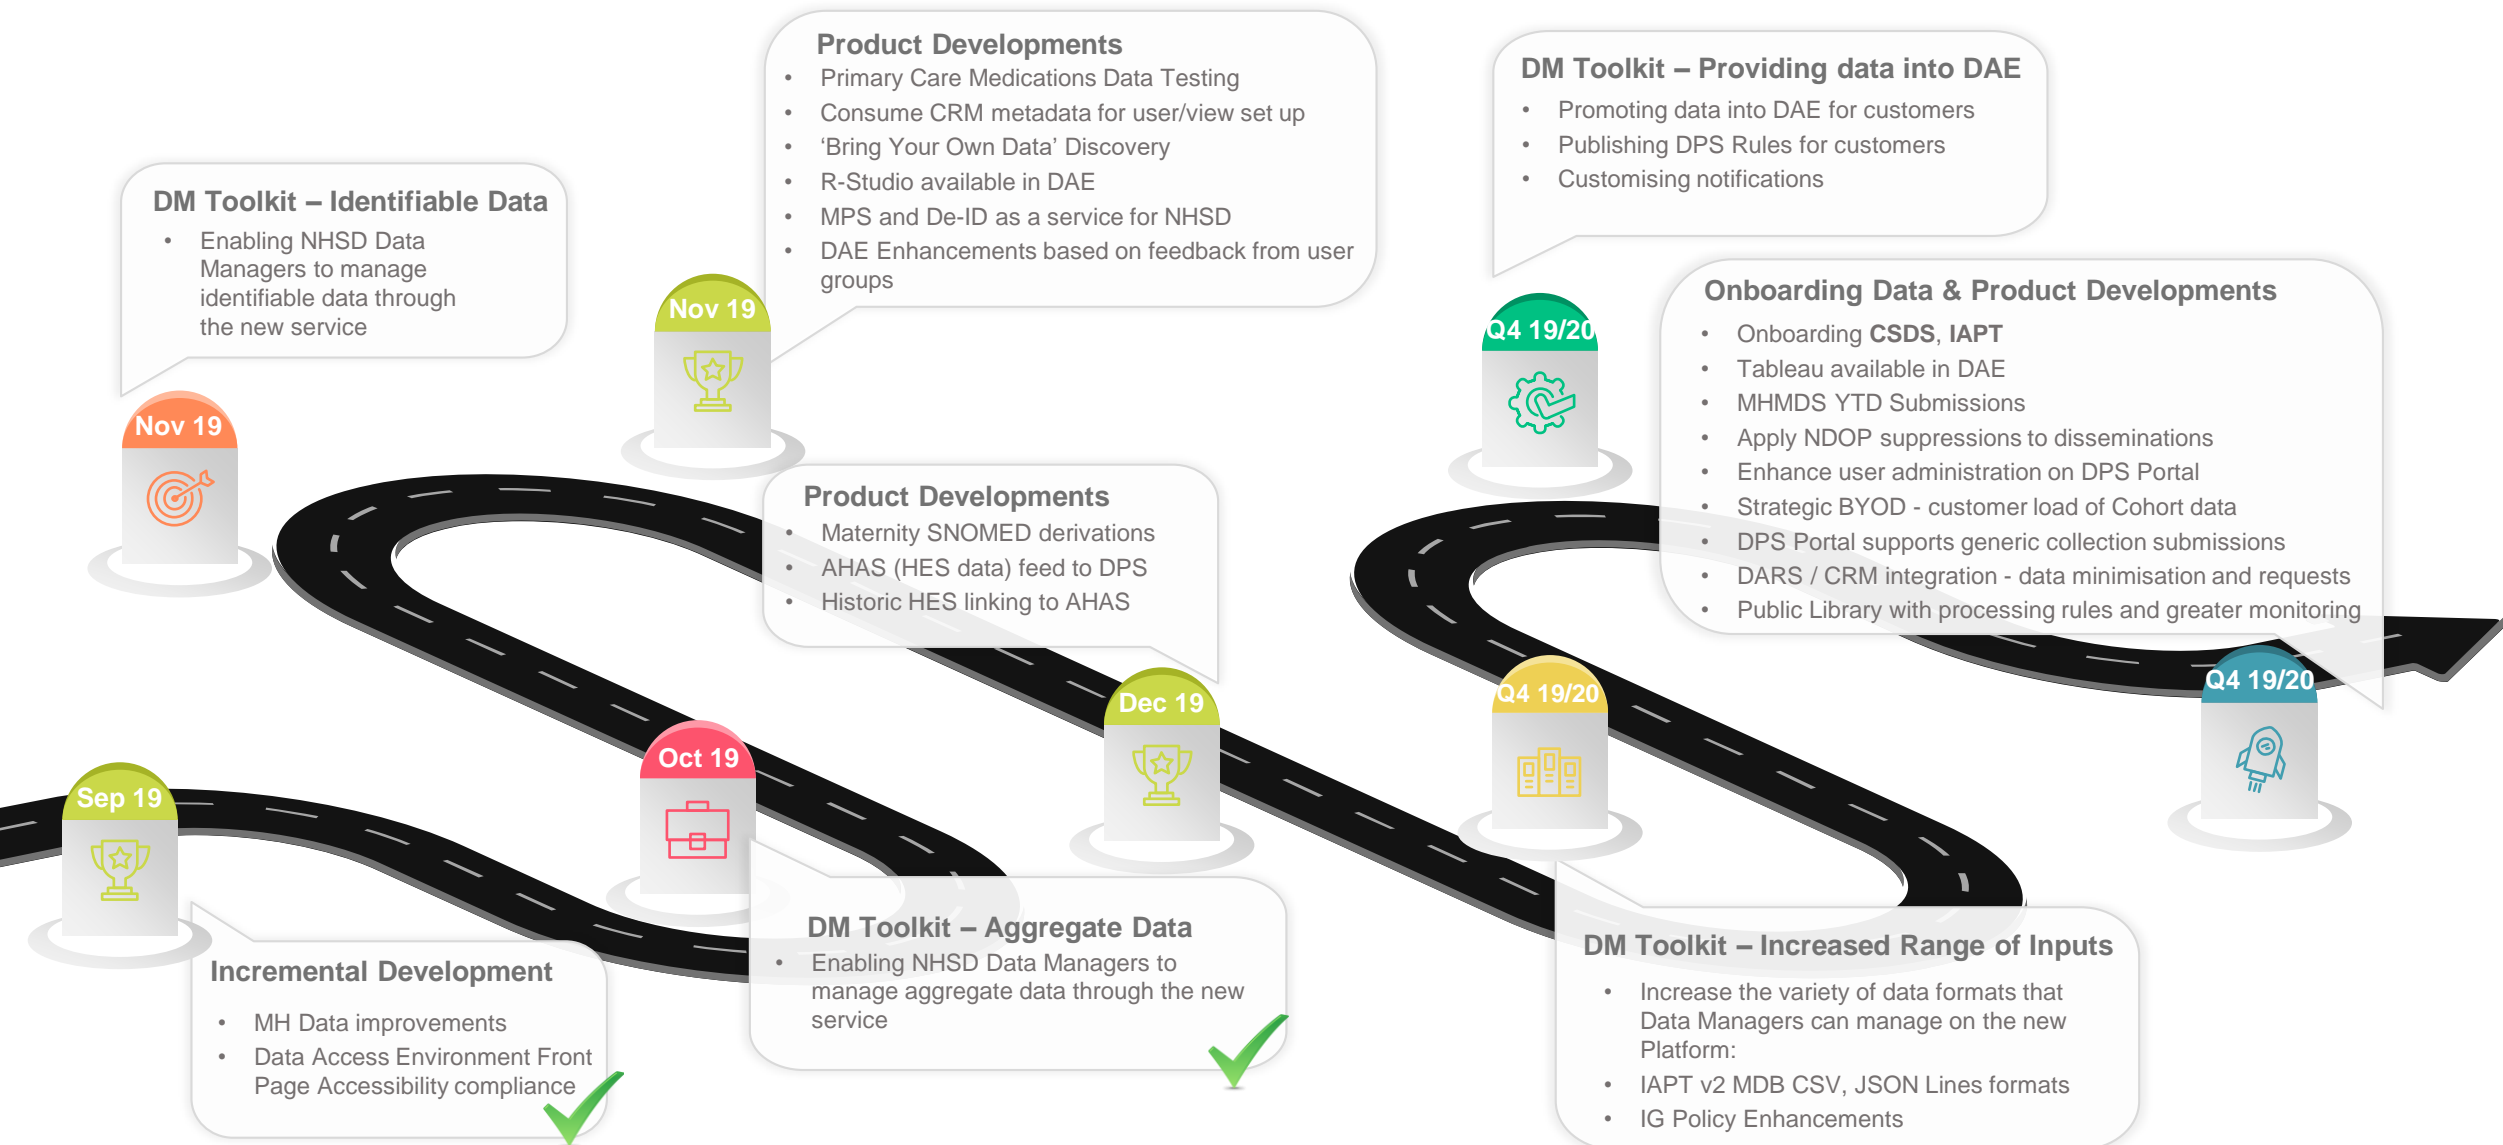 Product Developments
• Primary Care Medications Data Testing
• Consume CRM metadata for user/view set up
• ‘Bring Your Own Data’ Discovery
• R-Studio available in DAE
• MPS and De-ID as a service for NHSD
• DAE Enhancements based on feedback from user
groups
DM Toolkit – Providing data into DAE
• Promoting data into DAE for customers
• Publishing DPS Rules for customers
• Customising notifications
DM Toolkit – Identifiable Data
• Enabling NHSD Data
Managers to manage
identifiable data through
the new service
Nov 19
Nov 19
Q4 19/20
Onboarding Data & Product Developments
• Onboarding CSDS, IAPT
• Tableau available in DAE
• MHMDS YTD Submissions
• Apply NDOP suppressions to disseminations
• Enhance user administration on DPS Portal
• Strategic BYOD - customer load of Cohort data
• DPS Portal supports generic collection submissions
• DARS / CRM integration - data minimisation and requests
• Public Library with processing rules and greater monitoring
Product Developments
• Maternity SNOMED derivations
• AHAS (HES data) feed to DPS
• Historic HES linking to AHAS
Dec 19
Q4 19/20
Q4 19/20
Oct 19
Sep 19
Incremental Development
• MH Data improvements
• Data Access Environment Front
Page Accessibility compliance
DM Toolkit – Aggregate Data
• Enabling NHSD Data Managers to
manage aggregate data through the new
service
DM Toolkit – Increased Range of Inputs
• Increase the variety of data formats that
Data Managers can manage on the new
Platform:
• IAPT v2 MDB CSV, JSON Lines formats
• IG Policy Enhancements